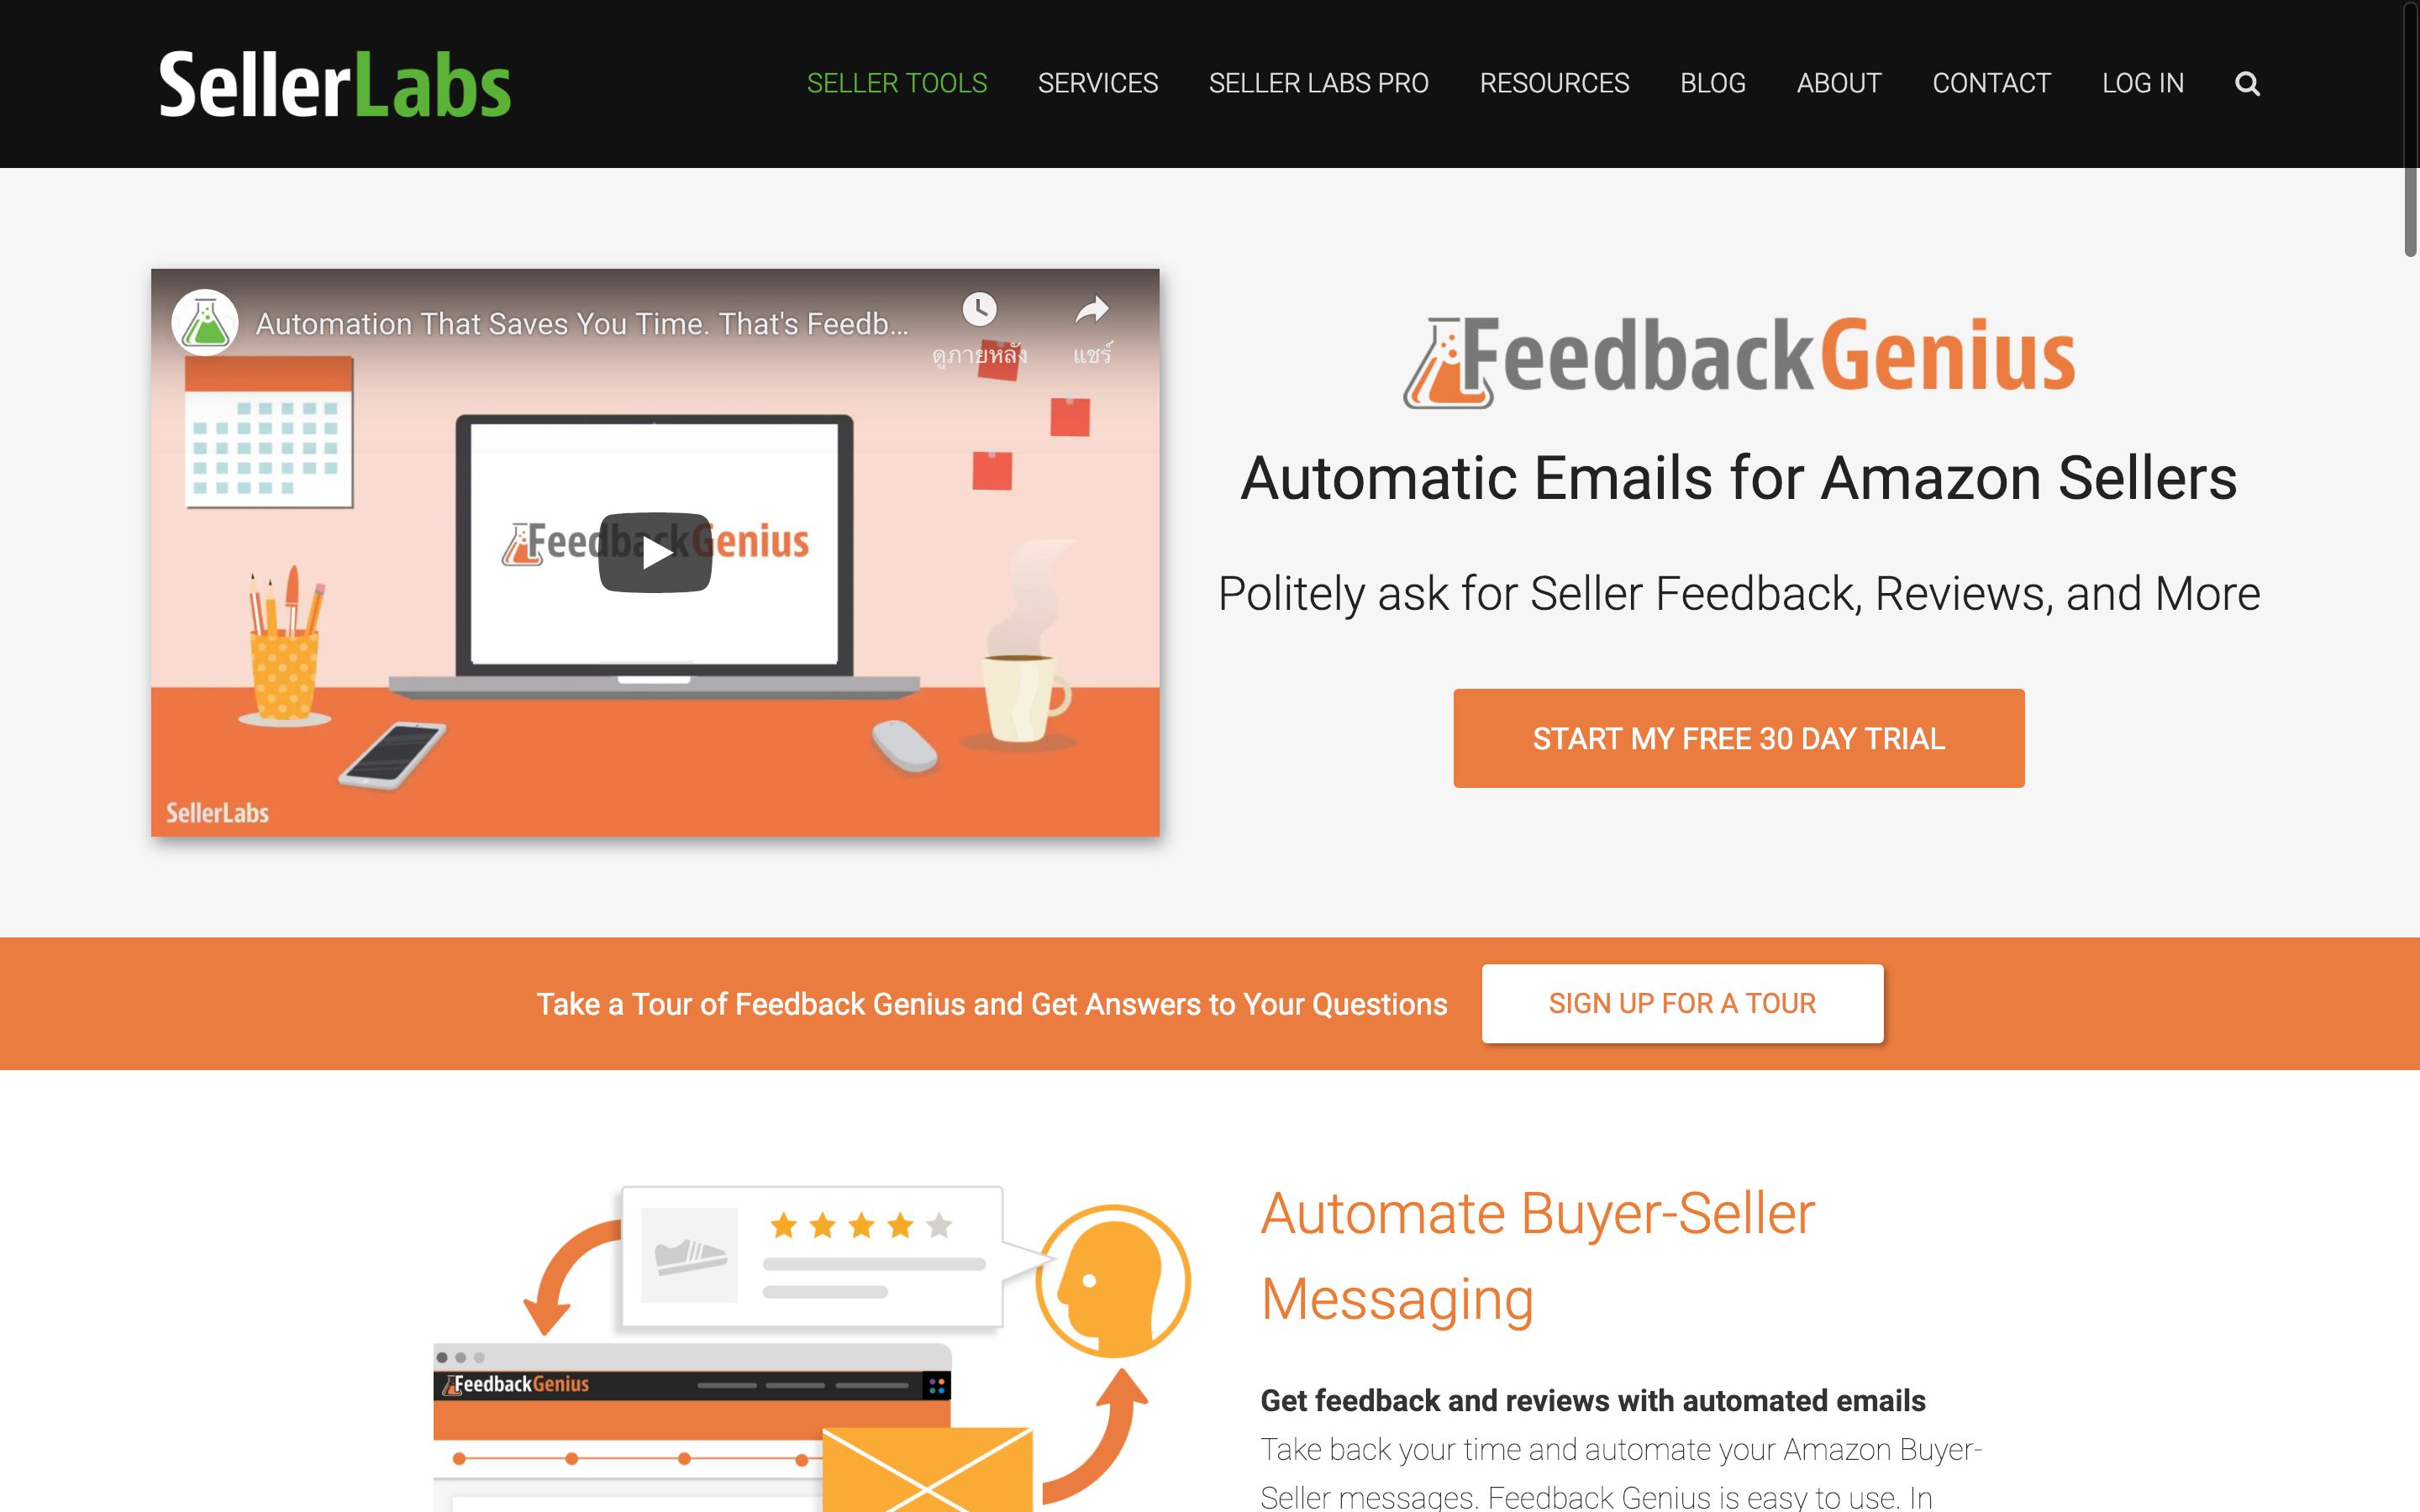 SellerLabs
SELLER TOOLS SERVICES SELLER LABS PRO RESOURCES BLOG ABOUT CONTACT LOG IN
Automation That Saves You Time. That's Feedb...
ดูภายหลัง แชร์
FeedbackGenius
SellerLabs
FeedbackGenius
Automatic Emails for Amazon Sellers
Politely ask for Seller Feedback, Reviews, and More
START MY FREE 30 DAY TRIAL
Take a Tour of Feedback Genius and Get Answers to Your Questions
SIGN UP FOR A TOUR
FeedbackGenius
Automate Buyer-Seller
Messaging
Get feedback and reviews with automated emails
Take back your time and automate your Amazon Buyer-
Seller messages. Feedback Genius is easy to use. In